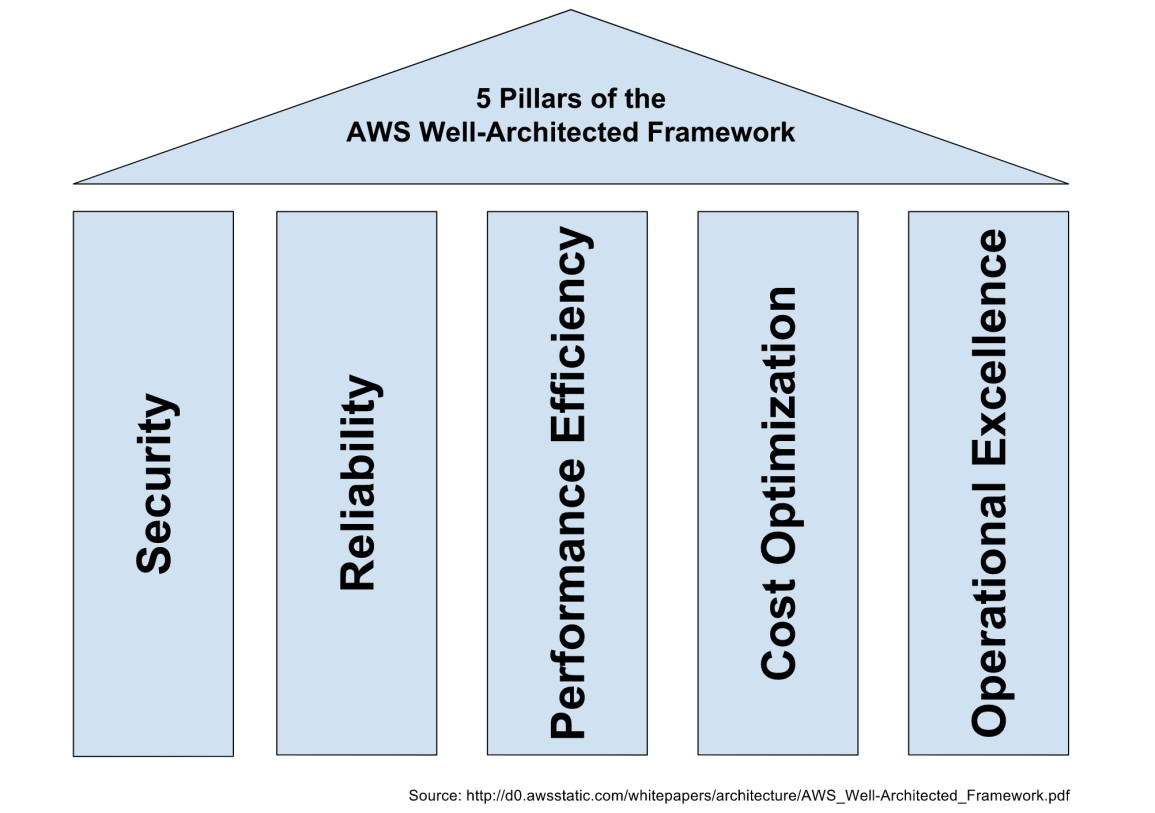 5 Pillars of the
AWS Well-Architected Framework
Security
Reliability
Performance Efficiency
Cost Optimization
Operational Excellence
Source: http://d0.awsstatic.com/whitepapers/architecture/AWS_Well-Architected_Framework.pdf